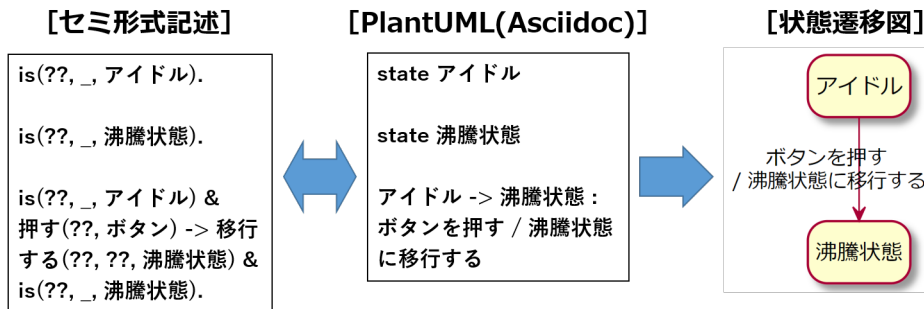 [セミ形式記述]
is(??, _, アイドル).
is(??, _, 沸騰状態).
is(??, _, アイドル) &
押す(??, ボタン) -> 移行
する(??, ??, 沸騰状態) &
is(??, _, 沸騰状態).
[PlantUML(Asciidoc)]
state アイドル
state 沸騰状態
アイドル -> 沸騰状態 :
ボタンを押す / 沸騰状態
に移行する
[状態遷移図]
アイドル
ボタンを押す
/ 沸騰状態に移行する
沸騰状態